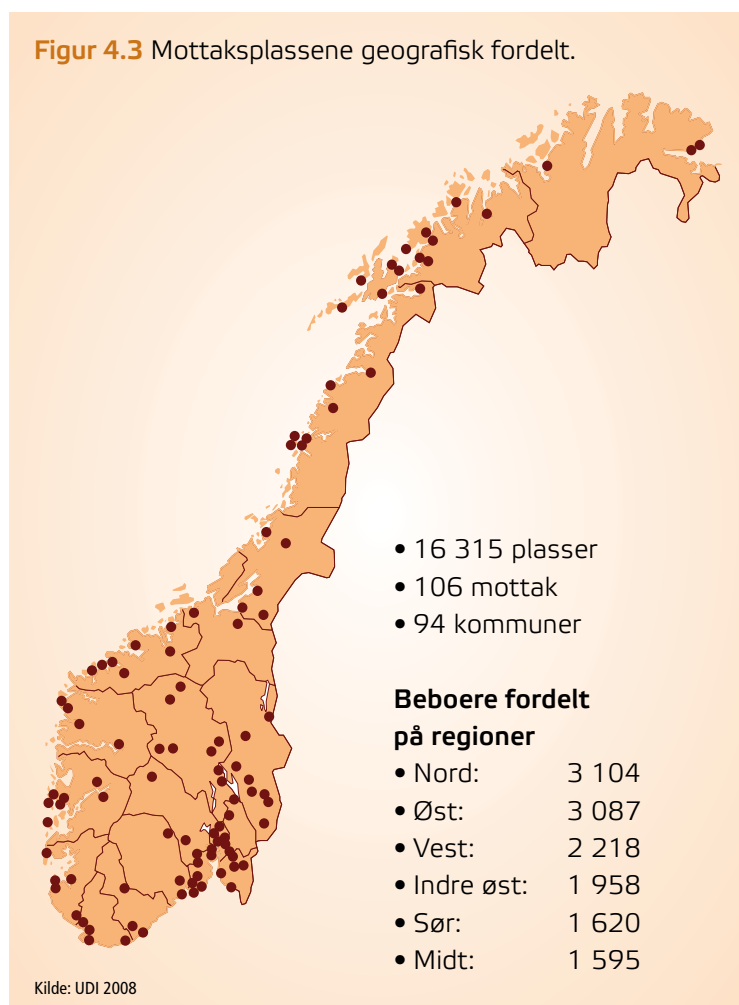 Figur 4.3 Mottaksplassene geografisk fordelt.
• 16 315 plasser
• 106 mottak
• 94 kommuner
Beboere fordelt
på regioner
• Nord: 3 104
• Øst: 3 087
• Vest: 2 218
• Indre øst: 1 958
• Sør: 1 620
• Midt: 1 595
Kilde: UDI 2008